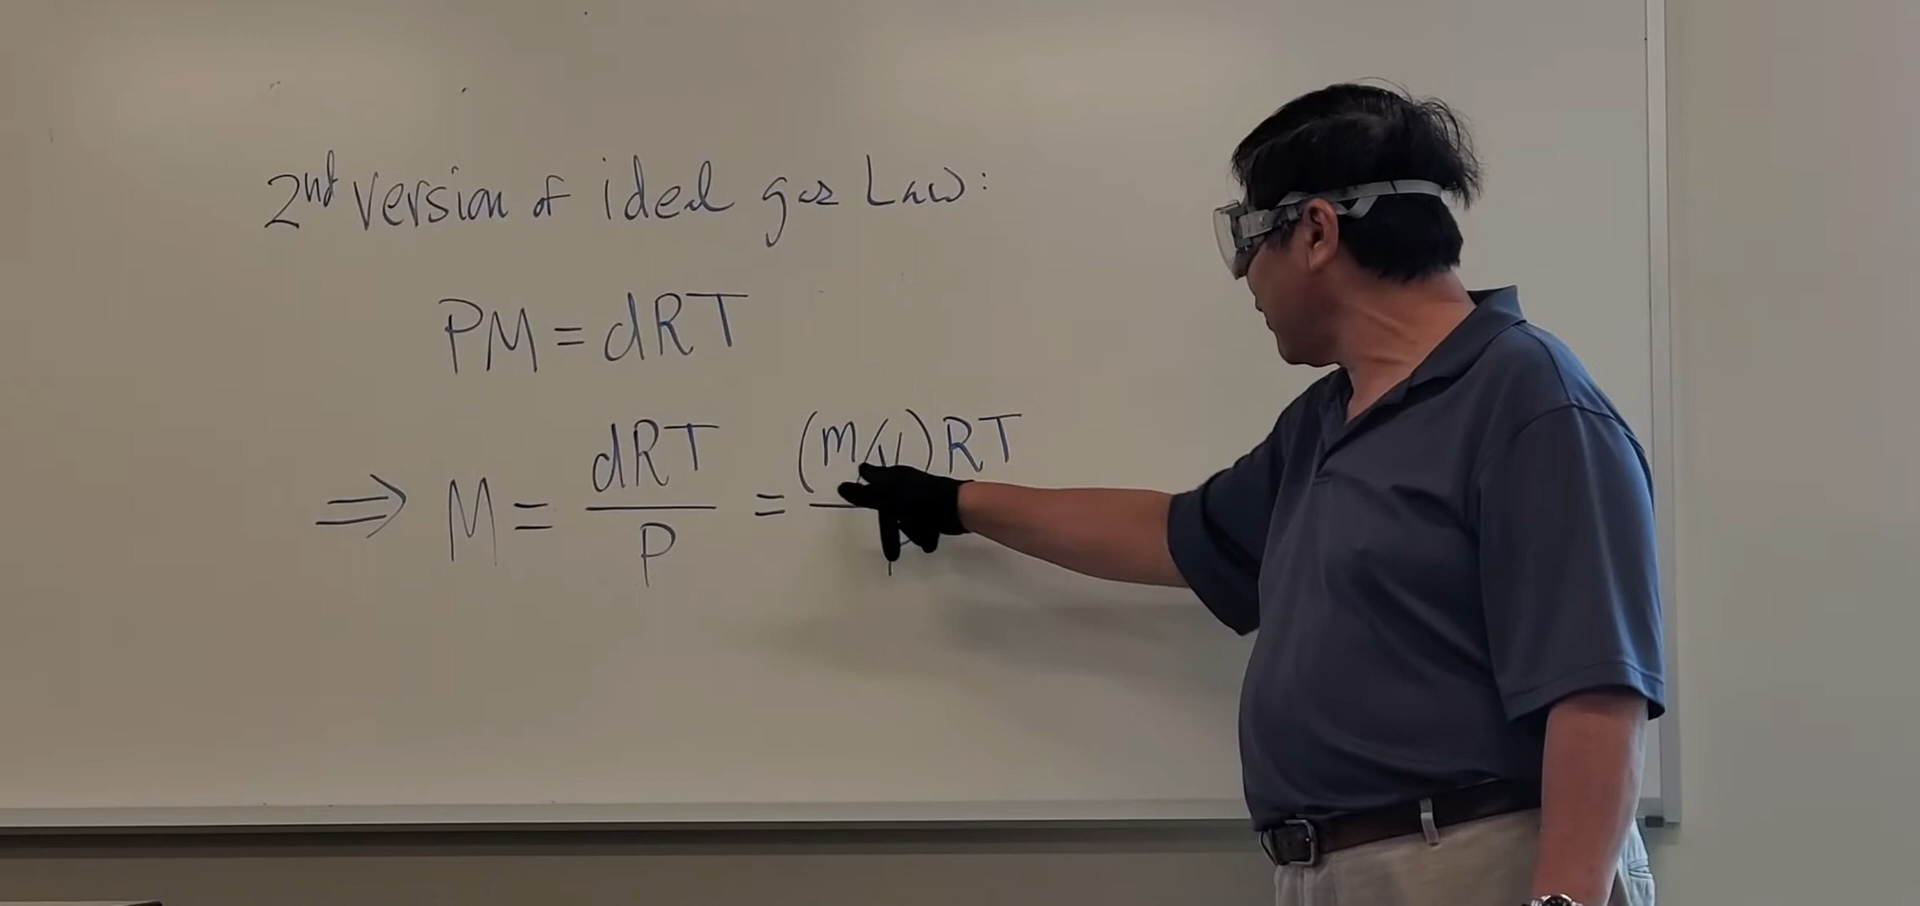 2nd version of ideal gas Law:
PM = dRT
⇒ M = dRT/P = (m/V)RT/P